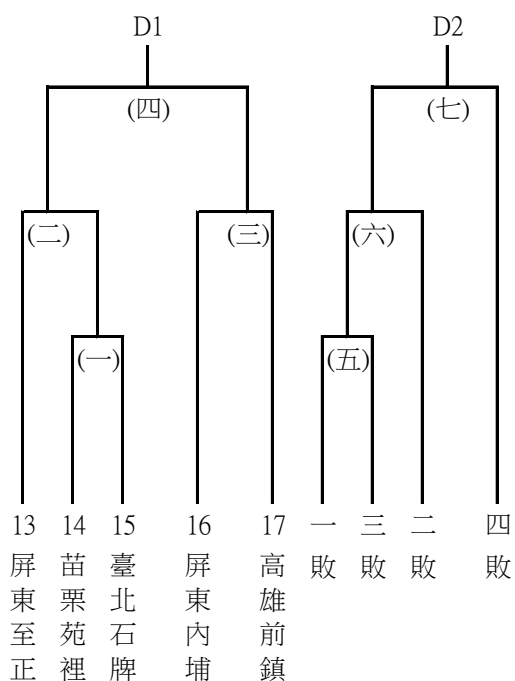 D1 D2
(四) (七)
(二) (三) (六)
(一) (五)
13 14 15 16 17 一敗 三敗 二敗 四敗
屏東至正
苗栗苑裡
臺北石牌
屏東內埔
高雄前鎮